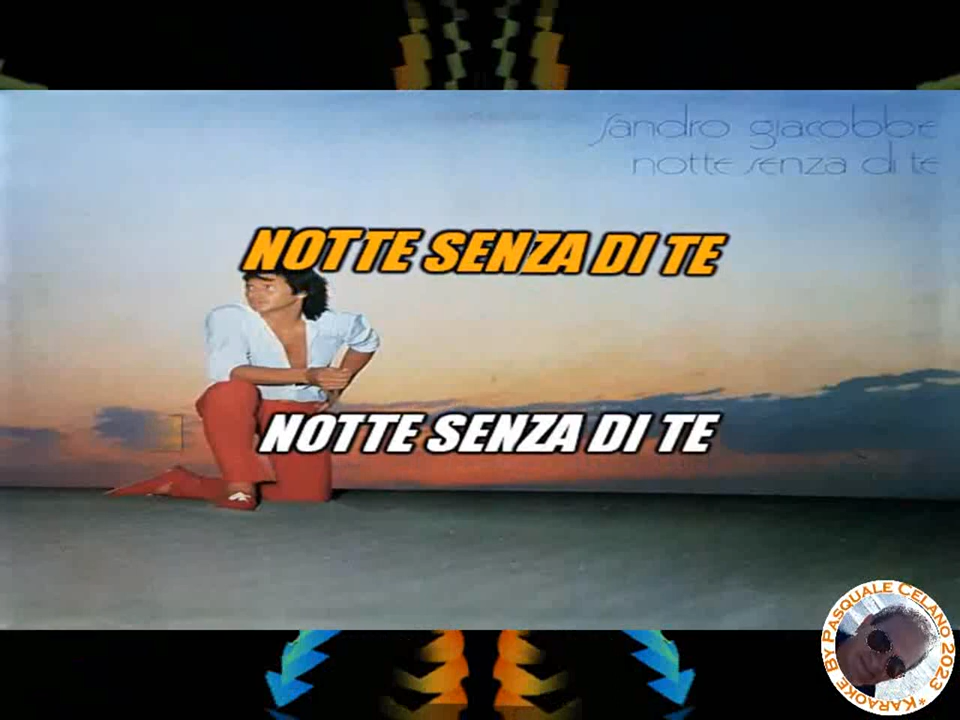 sandro giacobbe
notte senza di te
NOTTE SENZA DI TE
NOTTE SENZA DI TE
KARAOKE BY PASQUALE CELANO 2023 *